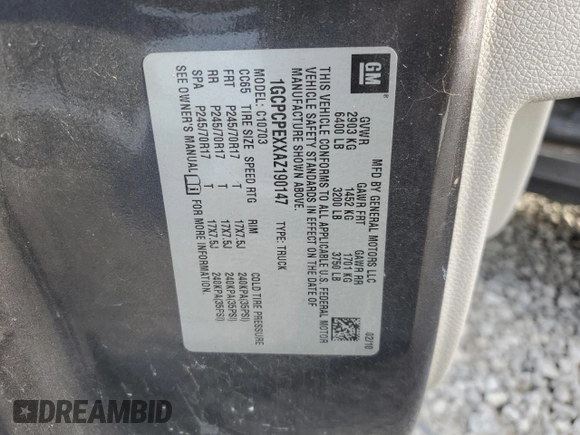 GM
MFD BY GENERAL MOTORS LLC
02/10
GVWR GAWR FRT GAWR RR
2903 KG 1452 KG 1701 KG
6400 LB 3200 LB 3750 LB
THIS VEHICLE CONFORMS TO ALL APPLICABLE U.S. FEDERAL MOTOR
VEHICLE SAFETY STANDARDS IN EFFECT ON THE DATE OF
MANUFACTURE SHOWN ABOVE.
1GCPCPEXXAZ190147 TYPE: TRUCK
MODEL: C10703
CC65 TIRE SIZE SPEED RTG RIM COLD TIRE PRESSURE
FRT P245/70R17 T 17X7.5J 240KPA(35PSI)
RR P245/70R17 T 17X7.5J 240KPA(35PSI)
SPA P245/70R17 T 17X7.5J 240KPA(35PSI)
SEE OWNER'S MANUAL FOR MORE INFORMATION.
DREAMBID